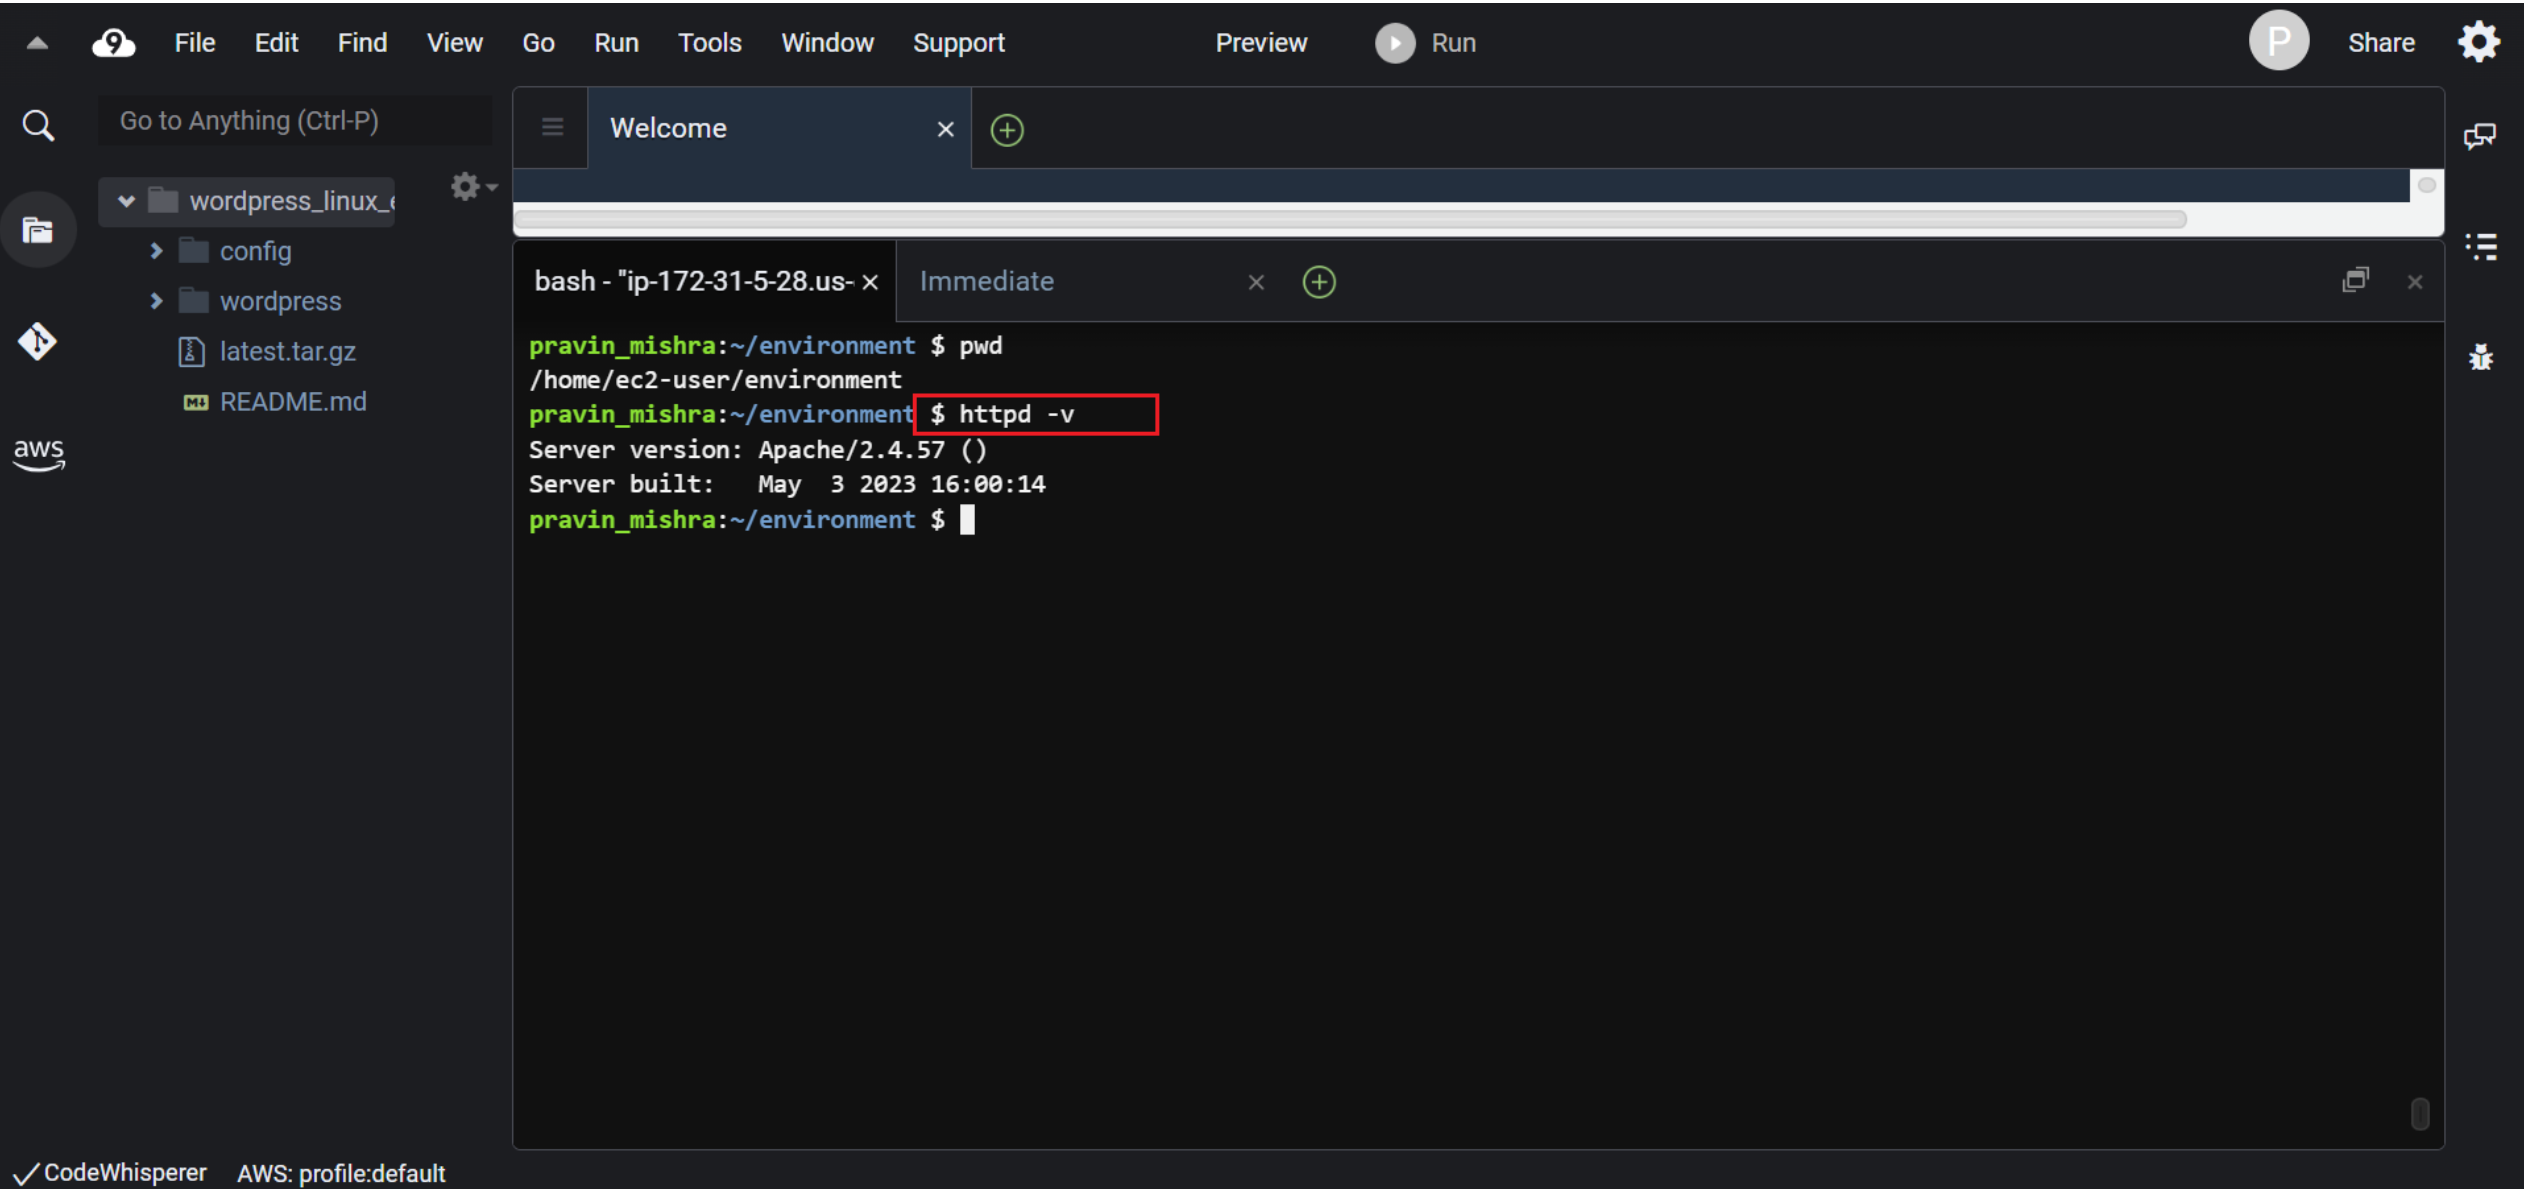 9 File Edit Find View Go Run Tools Window Support Preview Run P Share
Go to Anything (Ctrl-P)
Welcome
wordpress_linux_
config
wordpress
latest.tar.gz
README.md
aws
bash - "ip-172-31-5-28.us- Immediate
pravin_mishra:~/environment $ pwd
/home/ec2-user/environment
pravin_mishra:~/environment $ httpd -v
Server version: Apache/2.4.57 ()
Server built:   May  3 2023 16:00:14
pravin_mishra:~/environment $
CodeWhisperer AWS: profile:default